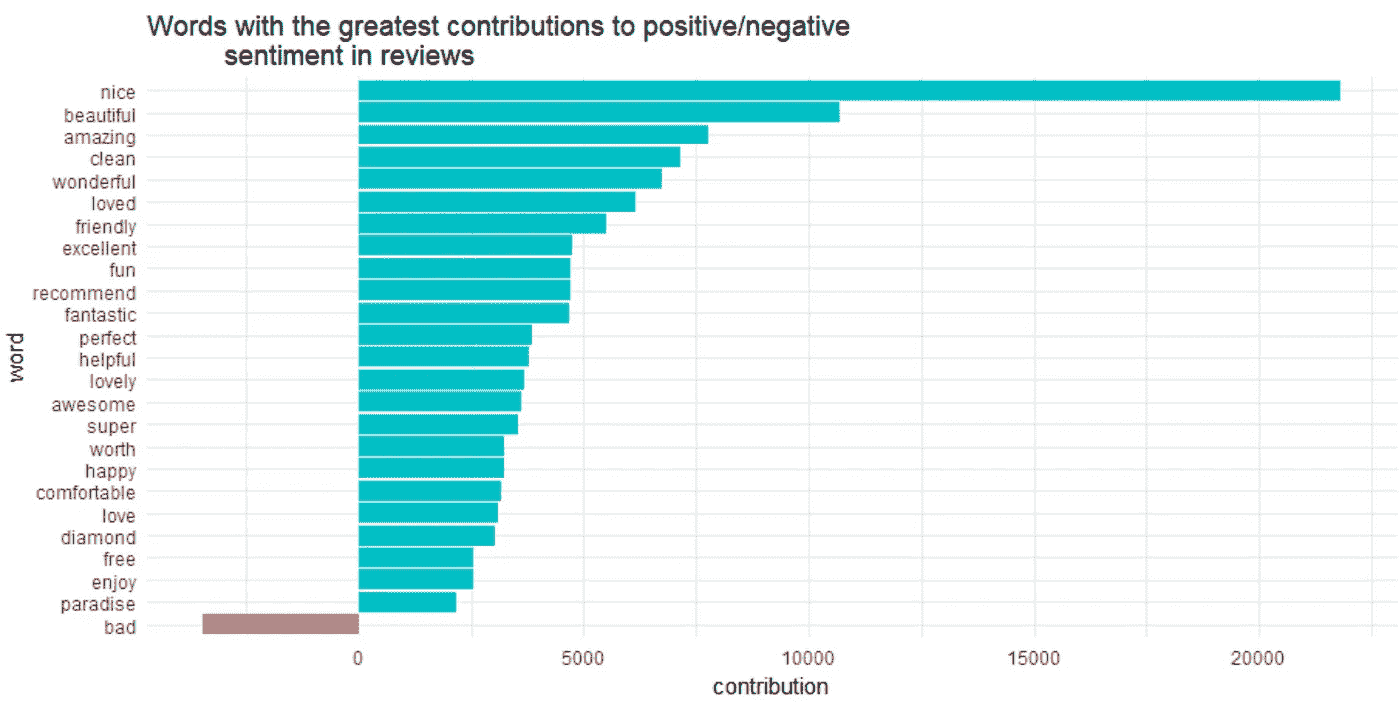 Words with the greatest contributions to positive/negative
sentiment in reviews
word
nice
beautiful
amazing
clean
wonderful
loved
friendly
excellent
fun
recommend
fantastic
perfect
helpful
lovely
awesome
super
worth
happy
comfortable
love
diamond
free
enjoy
paradise
bad
0 5000 10000 15000 20000
contribution